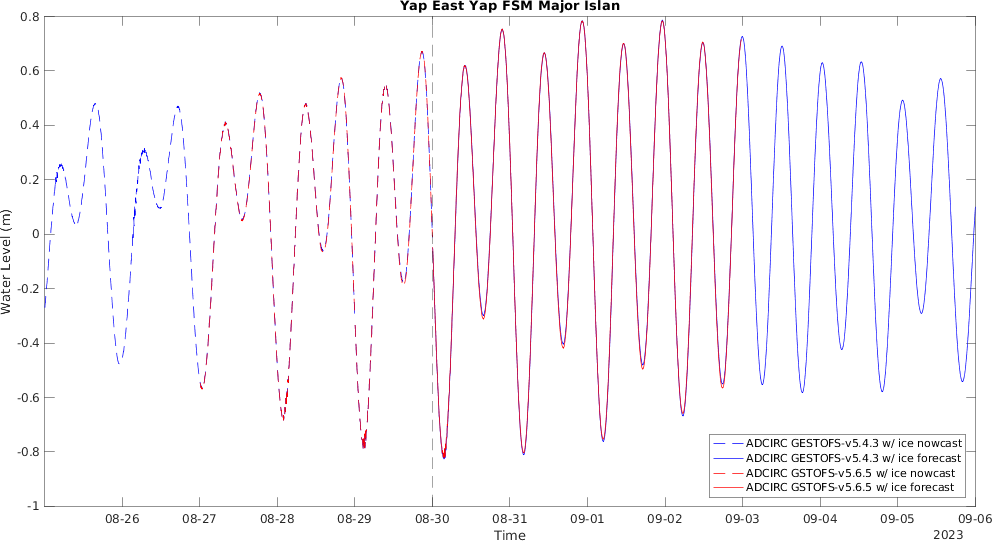 Yap East Yap FSM Major Islan
0.8
0.6
0.4
0.2
0
-0.2
-0.4
-0.6
-0.8
-1
Water Level (m)
ADCIRC GESTOFS-v5.4.3 w/ ice nowcast
ADCIRC GESTOFS-v5.4.3 w/ ice forecast
ADCIRC GSTOFS-v5.6.5 w/ ice nowcast
ADCIRC GSTOFS-v5.6.5 w/ ice forecast
08-26 08-27 08-28 08-29 08-30 08-31 09-01 09-02 09-03 09-04 09-05 09-06
Time 2023